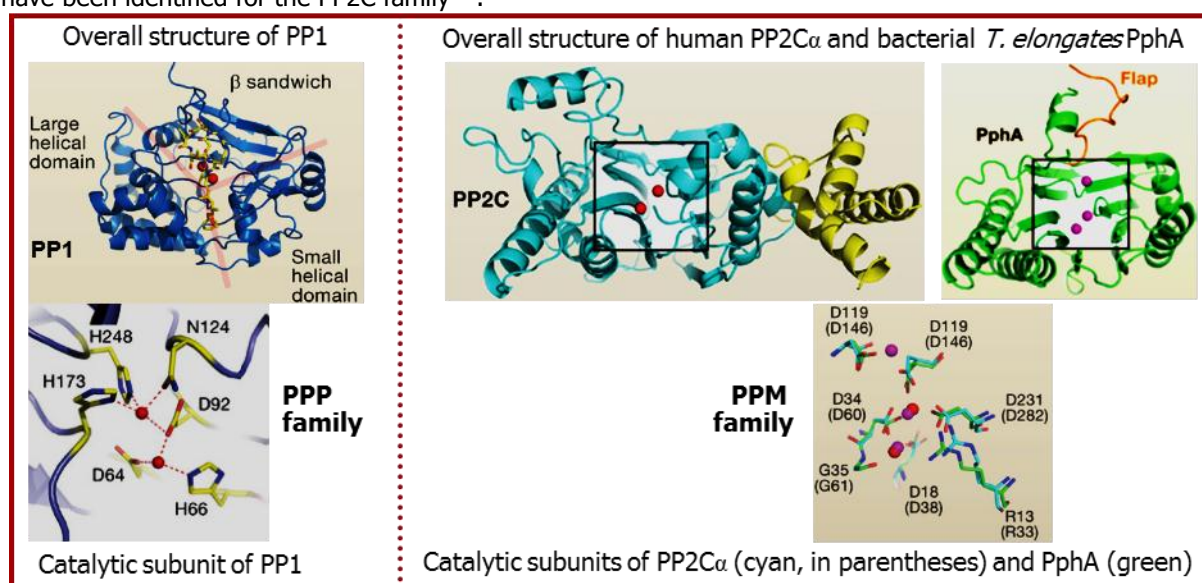 have been identified for the PP2C family
Overall structure of PP1
β sandwich
Large
helical
domain
PP1
Small
helical
domain
H248
N124
H173
D92
D64
H66
PPP
family
Catalytic subunit of PP1
Overall structure of human PP2Cα and bacterial T. elongates PphA
PP2C
Flap
PphA
D119
(D146)
D119
(D146)
PPM
family
D34
(D60)
D231
(D282)
G35
(G61)
D18
(D38)
R13
(R33)
Catalytic subunits of PP2Cα (cyan, in parentheses) and PphA (green)